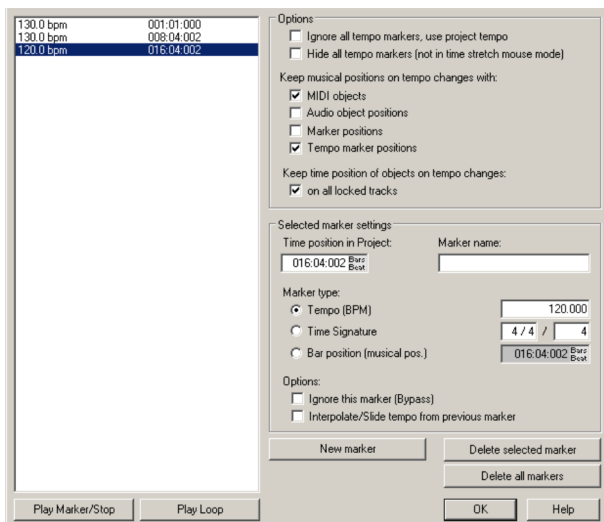 130.0 bpm 001:01:000
130.0 bpm 008:04:002
120.0 bpm 016:04:002
Play Marker/Stop
Play Loop
Options
Ignore all tempo markers, use project tempo
Hide all tempo markers (not in time stretch mouse mode)
Keep musical positions on tempo changes with:
MIDI objects
Audio object positions
Marker positions
Tempo marker positions
Keep time position of objects on tempo changes:
on all locked tracks
Selected marker settings
Time position in Project:
Marker name:
016:04:002 Bars Beat
Marker type:
Tempo (BPM) 120.000
Time Signature 4 / 4 / 4
Bar position (musical pos.) 016:04:002 Bars Beat
Options:
Ignore this marker (Bypass)
Interpolate/Slide tempo from previous marker
New marker
Delete selected marker
Delete all markers
OK
Help